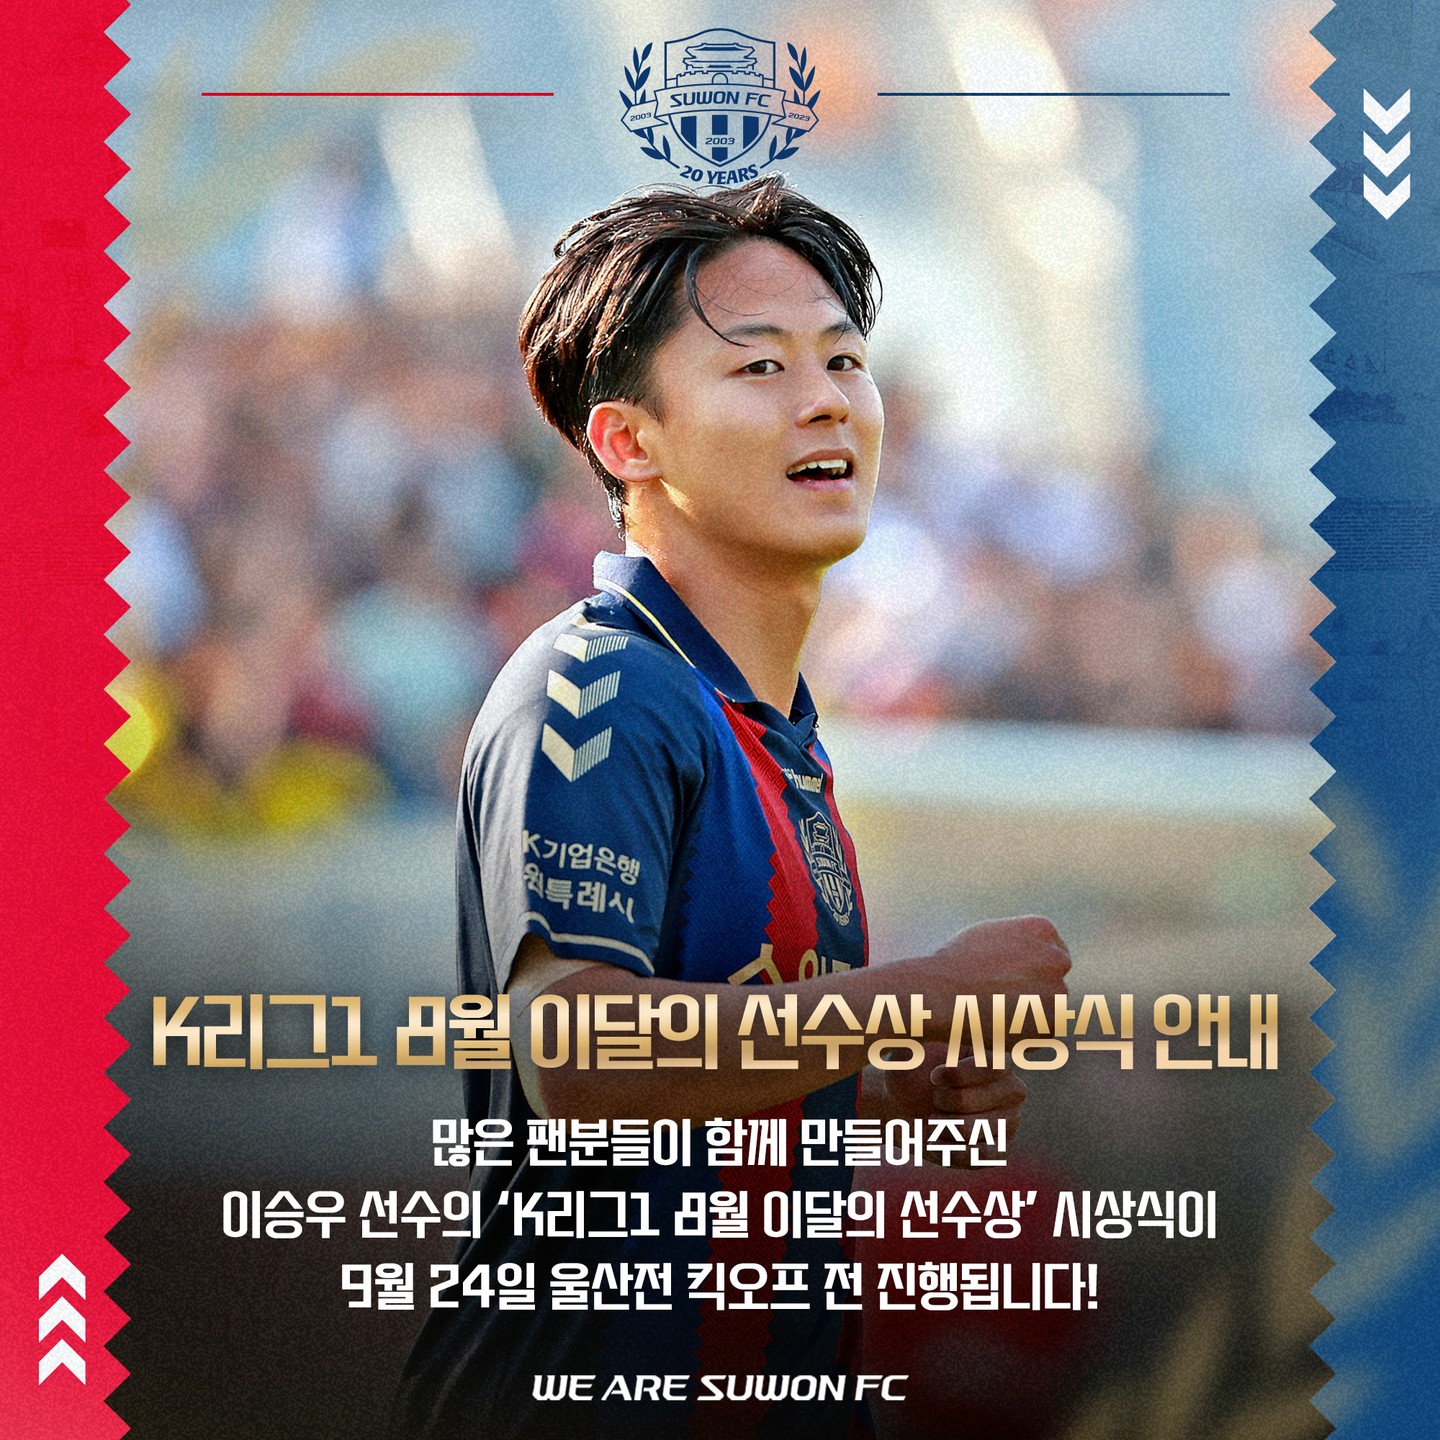 SUWON FC
2003
2023
2003
20 YEARS
hummel
K기업은행
원특례시
SUWON FC
K리그1 8월 이달의 선수상 시상식 안내
많은 팬분들이 함께 만들어주신
이승우 선수의 ‘K리그1 8월 이달의 선수상’ 시상식이
9월 24일 울산전 킥오프 전 진행됩니다!
WE ARE SUWON FC